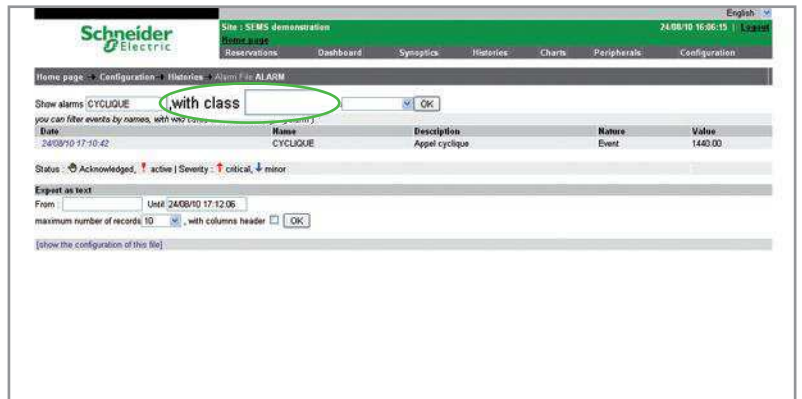 English
Schneider Electric
Site : SEMS demonstration
24/08/10 16:06:15 | Logout
Home page
Reservations Dashboard Synoptics Histories Charts Peripherals Configuration
Home page Configuration Histories Alarm File ALARM
Show alarms CYCLIQUE ,with class OK
you can filter events by names, with
Date Name Description Nature Value
24/08/10 17:10:42 CYCLIQUE Appel cyclique Event 1440.00
Status : Acknowledged, active | Severity : critical, minor
Export as text
From : Until 24/08/10 17:12:06
maximum number of records 10 , with columns header OK
[show the configuration of this file]